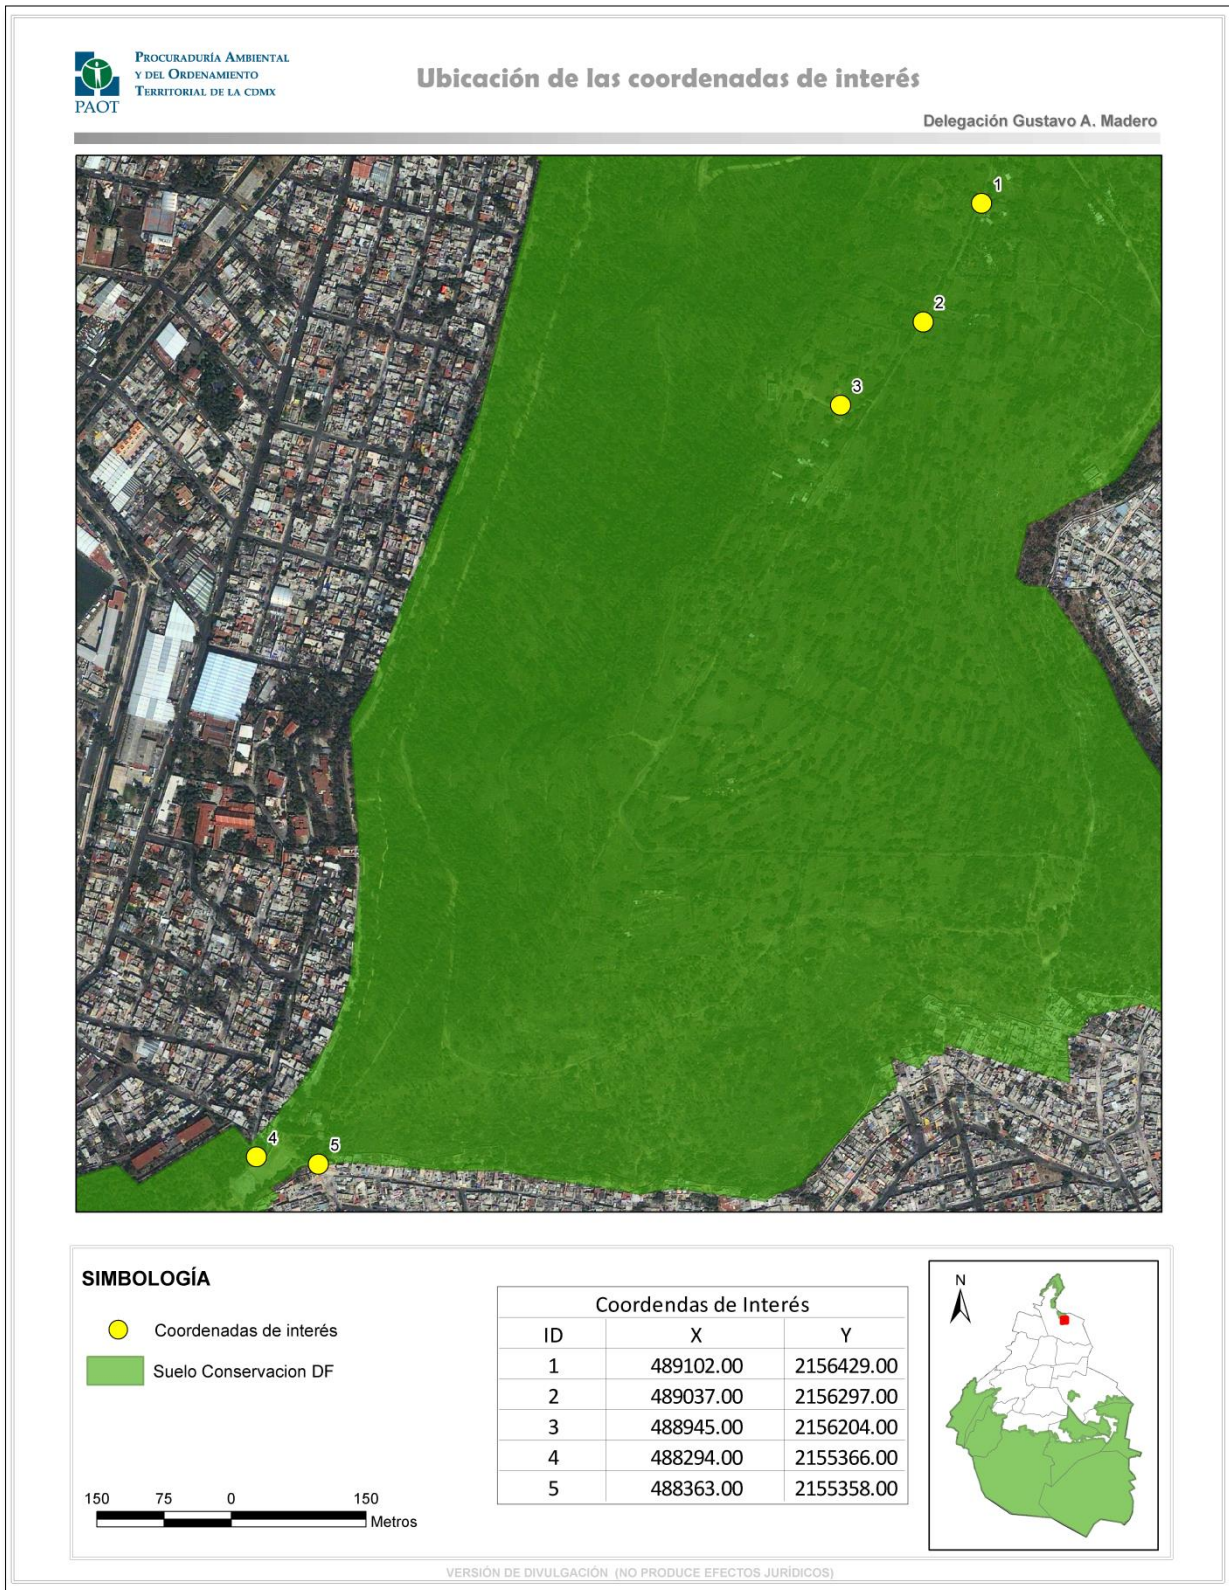 PROCURADURÍA AMBIENTAL
Y DEL ORDENAMIENTO
TERRITORIAL DE LA CDMX
PAOT
Ubicación de las coordenadas de interés
Delegación Gustavo A. Madero
1
2
3
4
5
SIMBOLOGÍA
Coordenadas de interés
Suelo Conservacion DF
150 75 0 150
Metros
Coordendas de Interés
ID X Y
1 489102.00 2156429.00
2 489037.00 2156297.00
3 488945.00 2156204.00
4 488294.00 2155366.00
5 488363.00 2155358.00
N
VERSIÓN DE DIVULGACIÓN (NO PRODUCE EFECTOS JURÍDICOS)